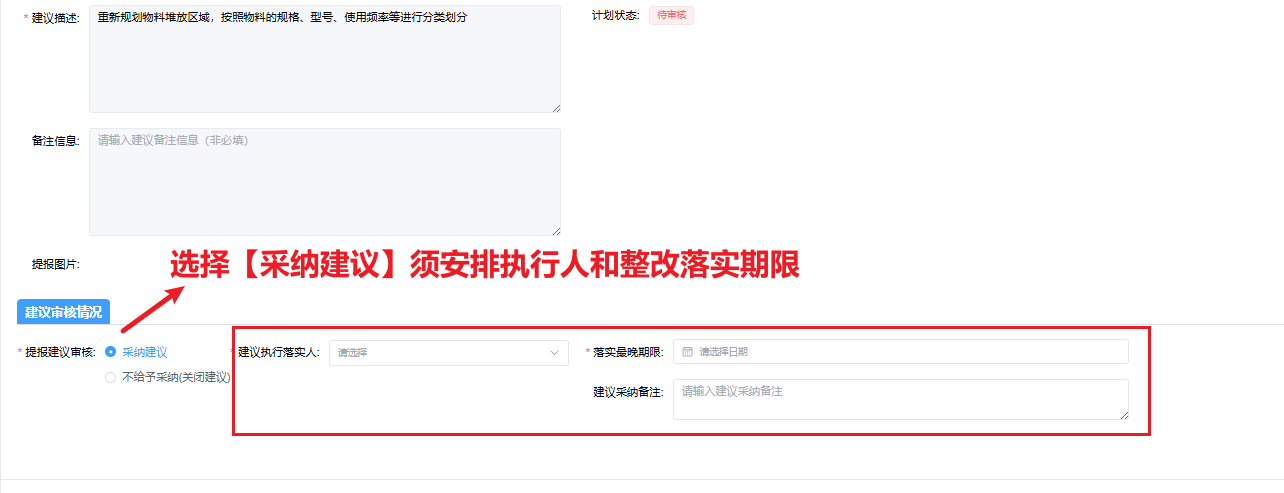 * 建议描述: 重新规划物料堆放区域，按照物料的规格、型号、使用频率等进行分类划分
计划状态: 待审核
备注信息: 请输入建议备注信息（非必填）
提报图片:
选择【采纳建议】须安排执行人和整改落实期限
建议审核情况
* 提报建议审核: 采纳建议
不给予采纳(关闭建议)
* 建议执行落实人: 请选择
* 落实最晚期限: 请选择日期
建议采纳备注: 请输入建议采纳备注